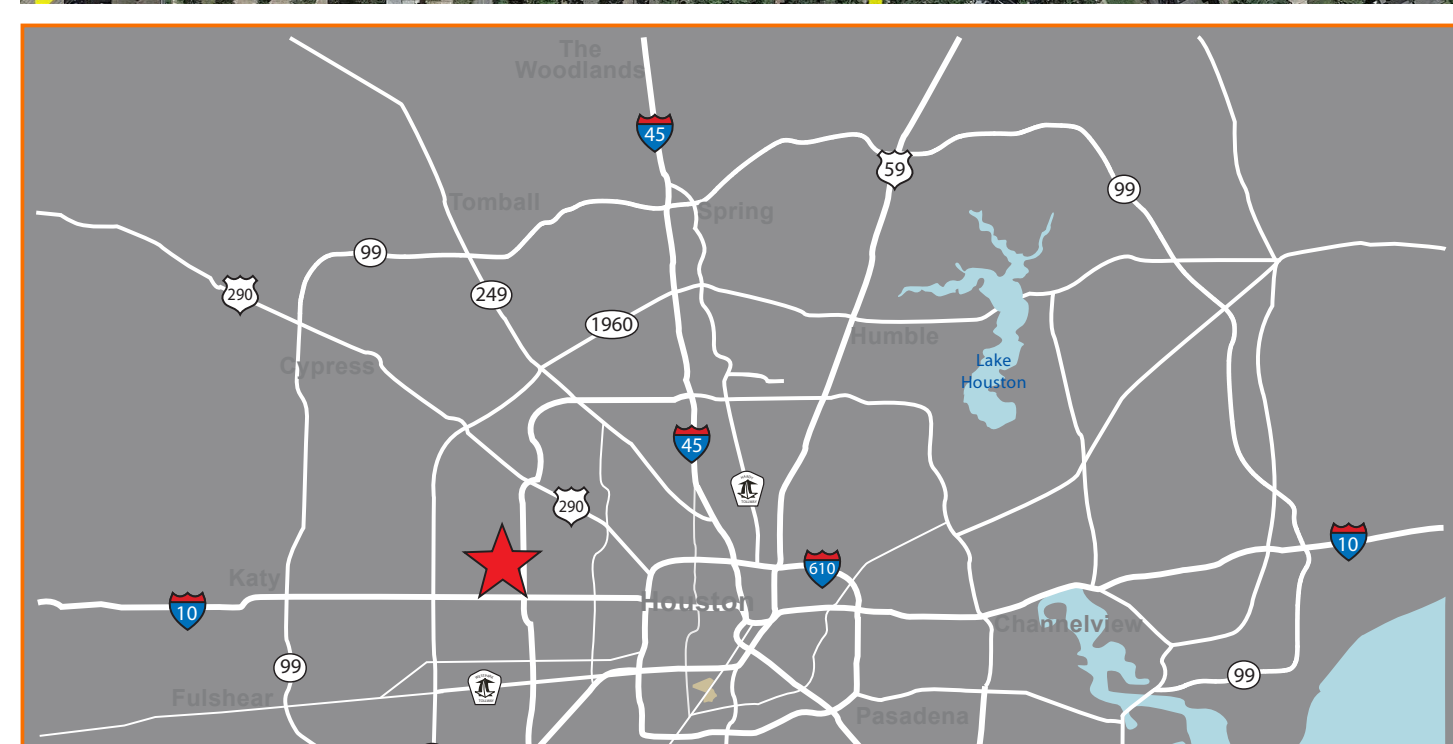 The
Woodlands
45
59
99
Tomball
Spring
99
290
249
1960
Humble
Cypress
Lake
Houston
45
290
10
610
Katy
Houston
10
Channelview
99
99
Fulshear
Pasadena